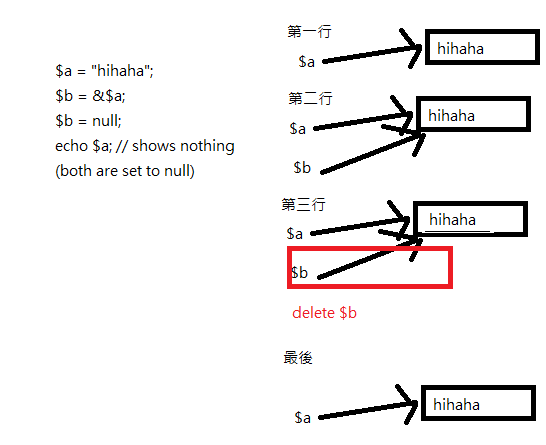 $a = "hihaha";
$b = &$a;
$b = null;
echo $a; // shows nothing
(both are set to null)
第一行
$a
hihaha
第二行
$a
hihaha
$b
第三行
$a
hihaha
$b
delete $b
最後
$a
hihaha